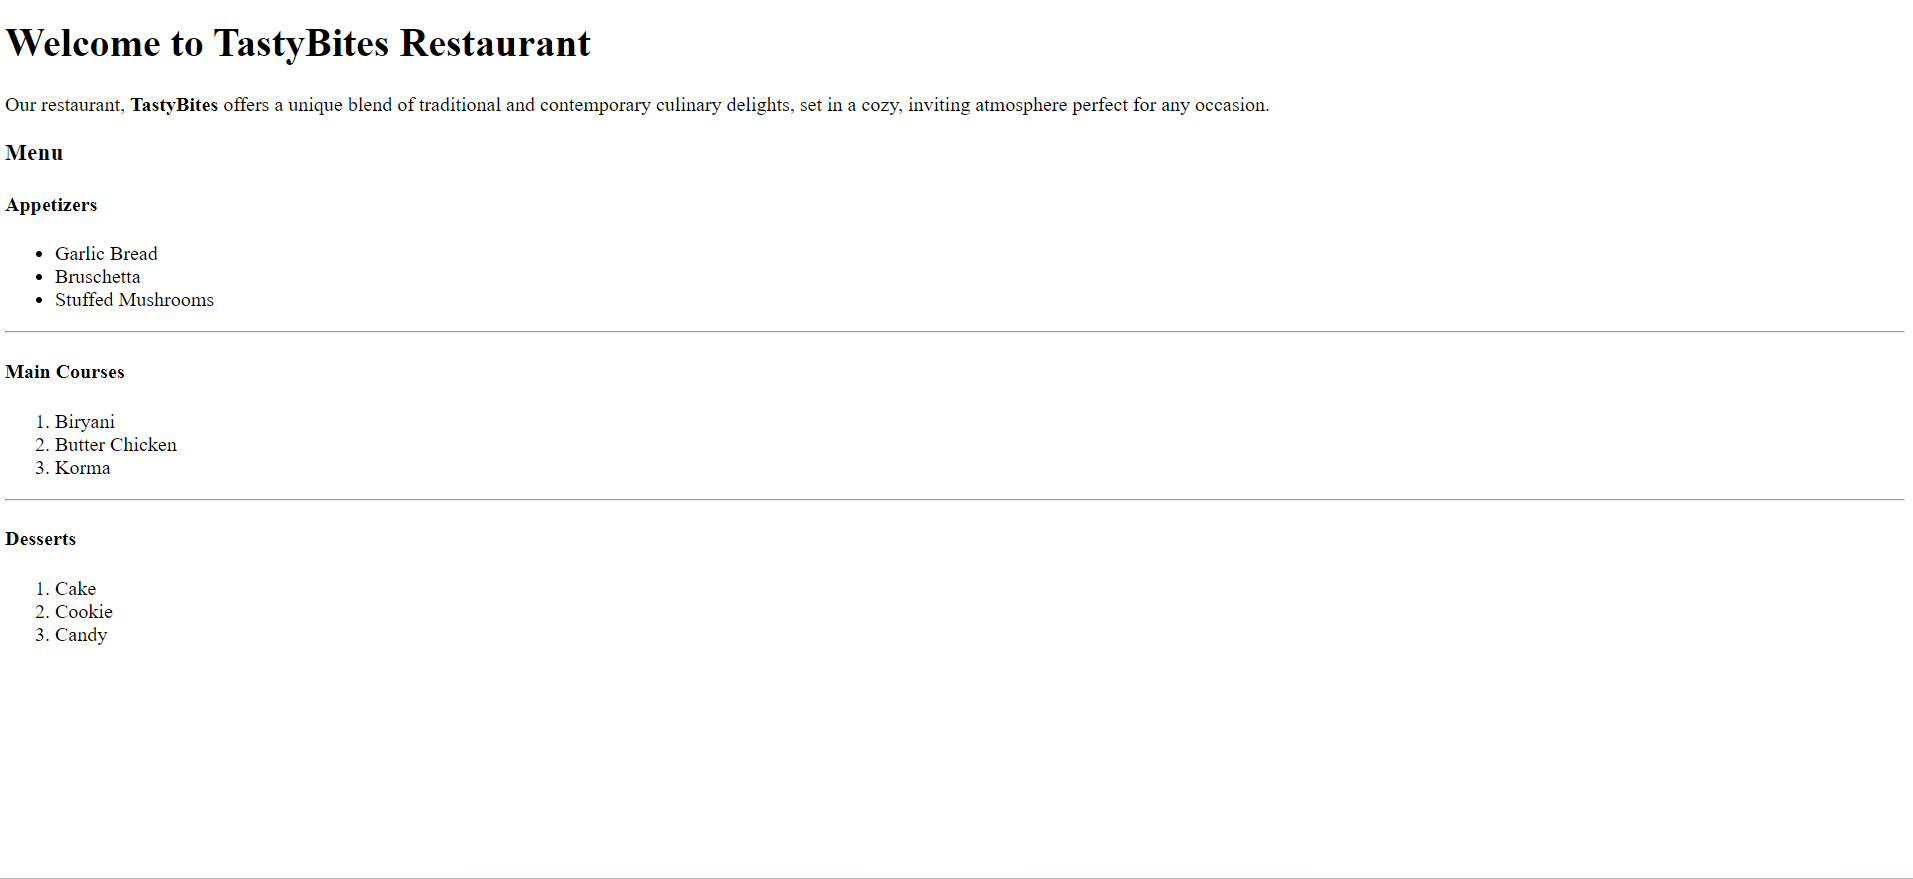 Welcome to TastyBites Restaurant
Our restaurant, TastyBites offers a unique blend of traditional and contemporary culinary delights, set in a cozy, inviting atmosphere perfect for any occasion.
Menu
Appetizers
• Garlic Bread
• Bruschetta
• Stuffed Mushrooms
Main Courses
1. Biryani
2. Butter Chicken
3. Korma
Desserts
1. Cake
2. Cookie
3. Candy